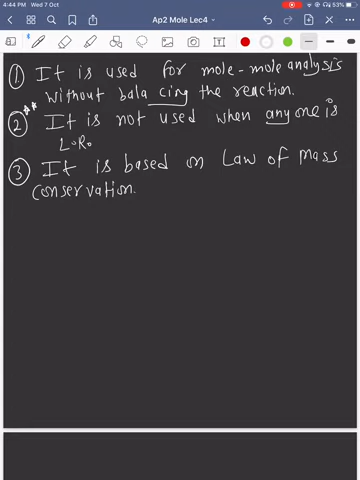 4:44 PM Wed 7 Oct
Ap2 Mole Lec4
53%
① It is used for mole-mole analysis
without bala cing the reaction.
②** It is not used when any one is
L.R.
③ It is based on Law of mass
conservation.